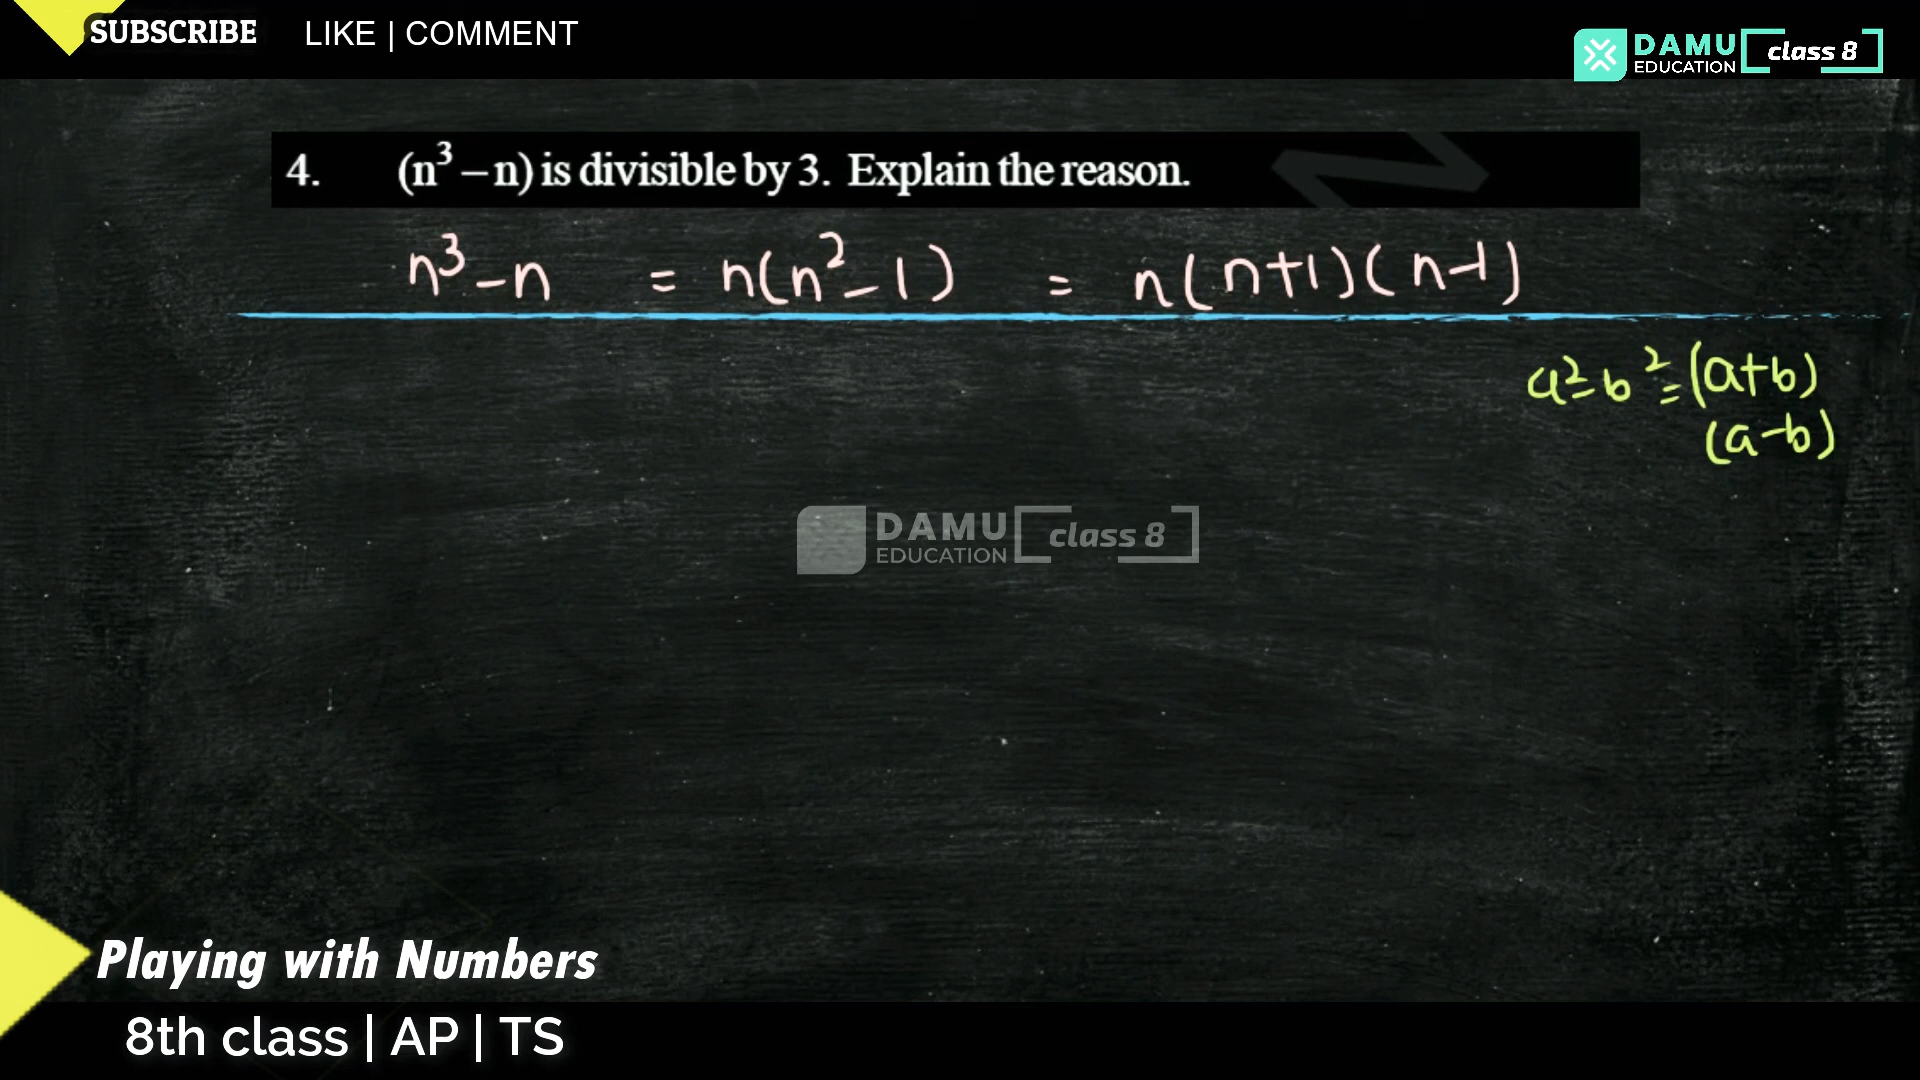 SUBSCRIBE LIKE | COMMENT
DAMU EDUCATION class 8
4. (n³ – n) is divisible by 3. Explain the reason.
n³ – n = n(n² – 1) = n(n+1)(n-1)
a² – b² = (a+b)
(a-b)
DAMU EDUCATION class 8
Playing with Numbers
8th class | AP | TS